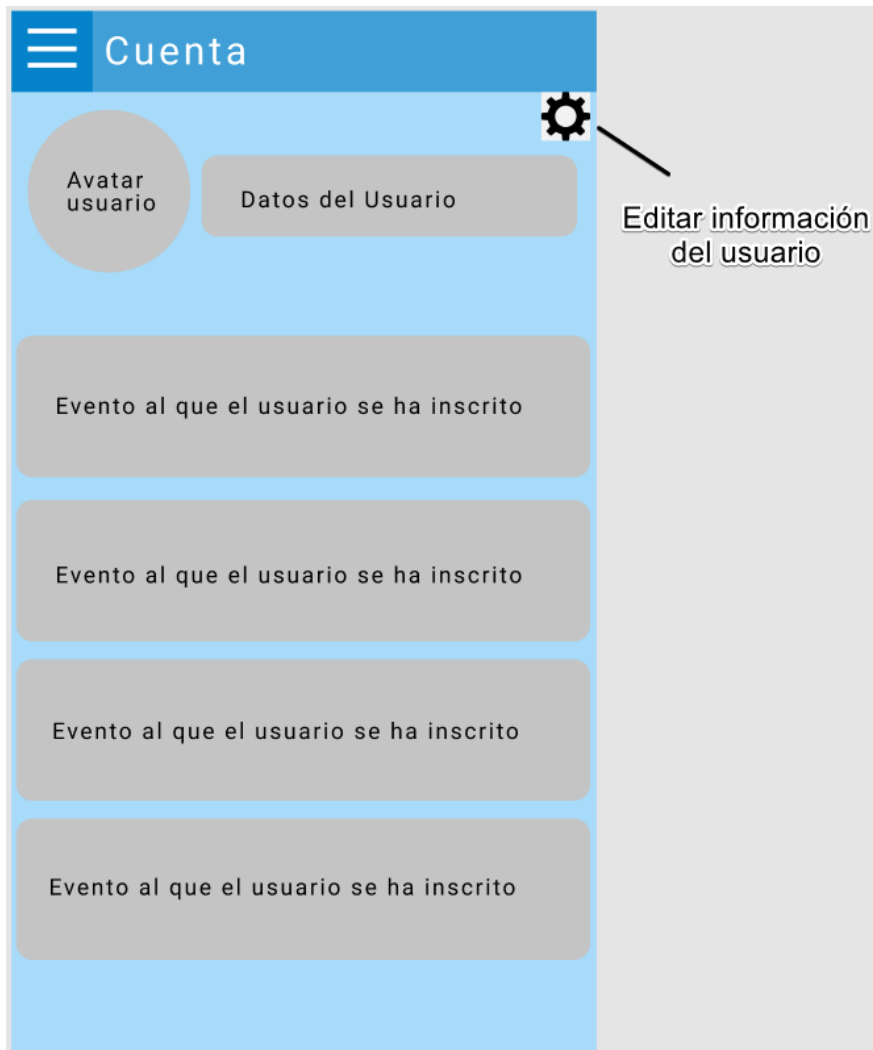 Cuenta
Avatar
usuario
Datos del Usuario
Editar información
del usuario
Evento al que el usuario se ha inscrito
Evento al que el usuario se ha inscrito
Evento al que el usuario se ha inscrito
Evento al que el usuario se ha inscrito